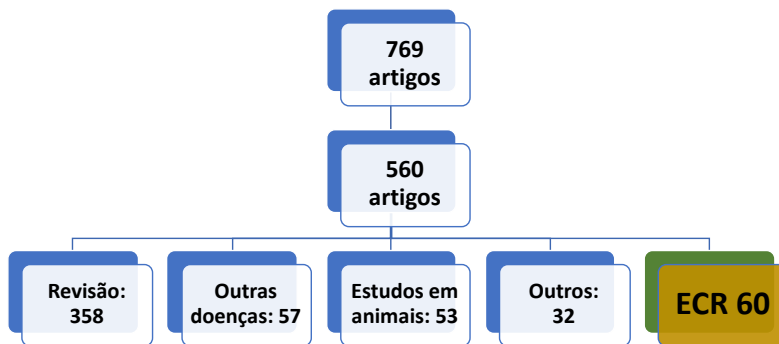 769
artigos
560
artigos
Revisão:
358
Outras
doenças: 57
Estudos em
animais: 53
Outros:
32
ECR 60